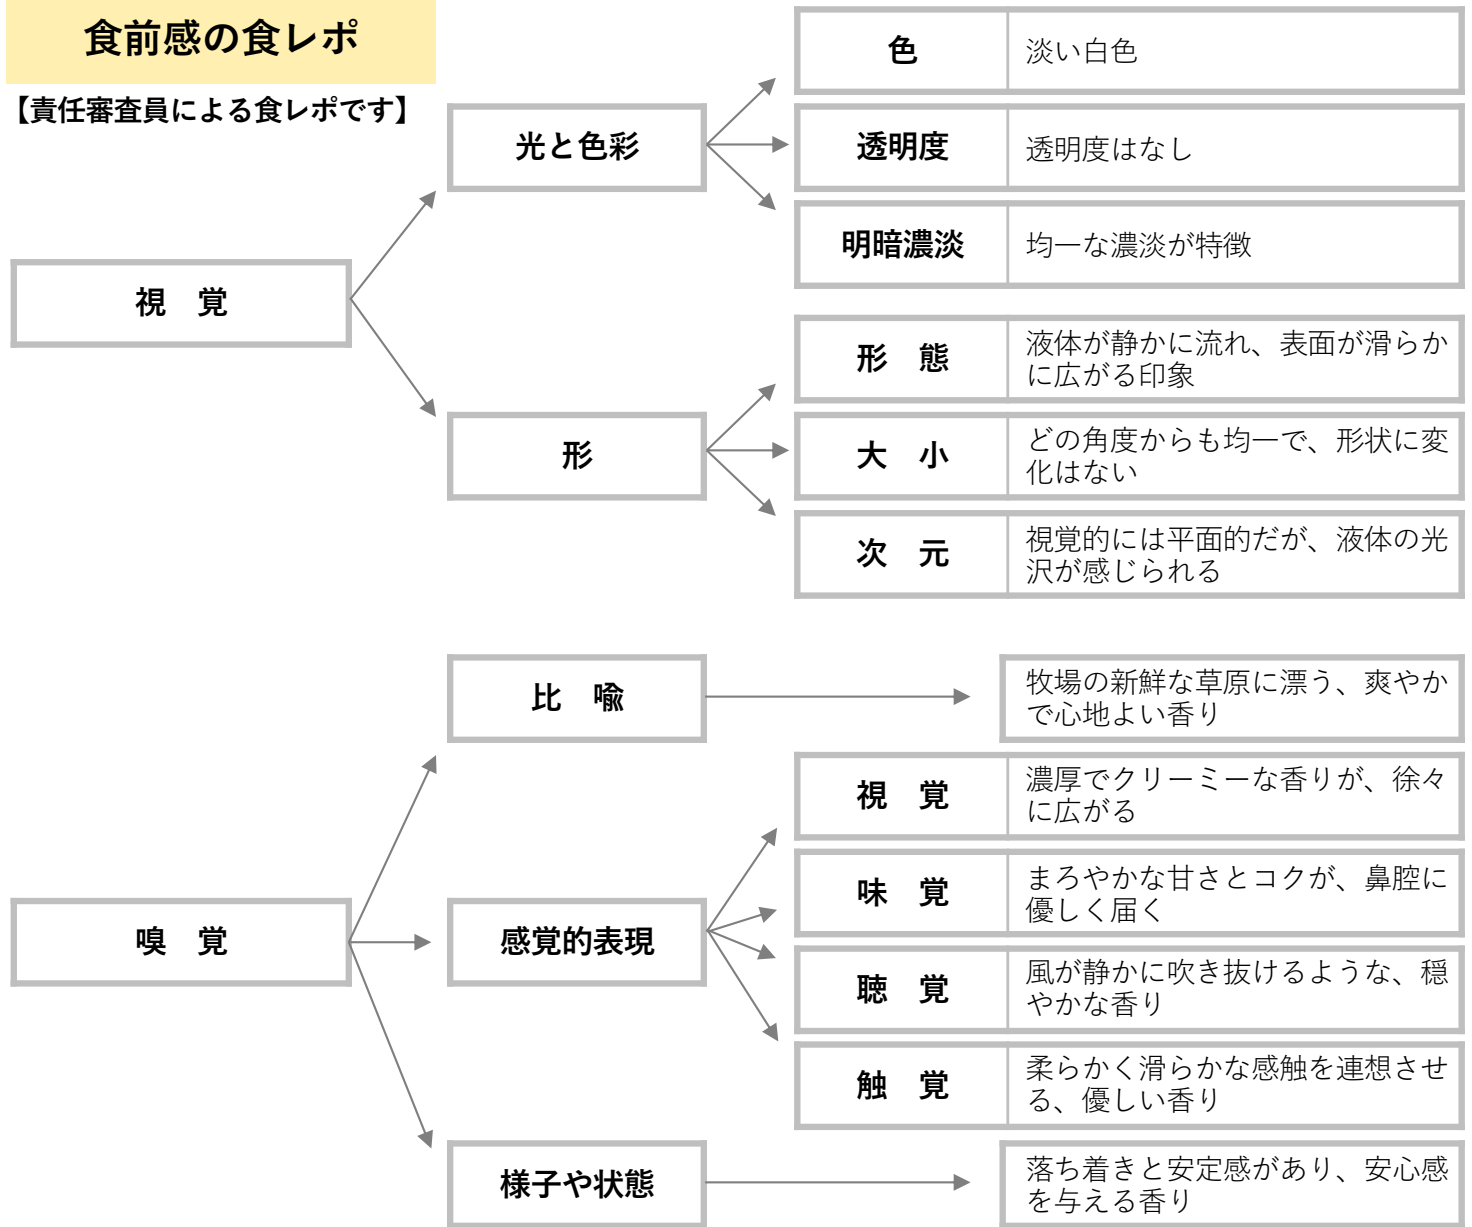 食前感の食レポ
【責任審査員による食レポです】
視　覚
光と色彩
色
淡い白色
透明度
透明度はなし
明暗濃淡
均一な濃淡が特徴
形
形　態
液体が静かに流れ、表面が滑らか
に広がる印象
大　小
どの角度からも均一で、形状に変
化はない
次　元
視覚的には平面的だが、液体の光
沢が感じられる
嗅　覚
比　喩
牧場の新鮮な草原に漂う、爽やか
で心地よい香り
感覚的表現
視　覚
濃厚でクリーミーな香りが、徐々
に広がる
味　覚
まろやかな甘さとコクが、鼻腔に
優しく届く
聴　覚
風が静かに吹き抜けるような、穏
やかな香り
触　覚
柔らかく滑らかな感触を連想させ
る、優しい香り
様子や状態
落ち着きと安定感があり、安心感
を与える香り